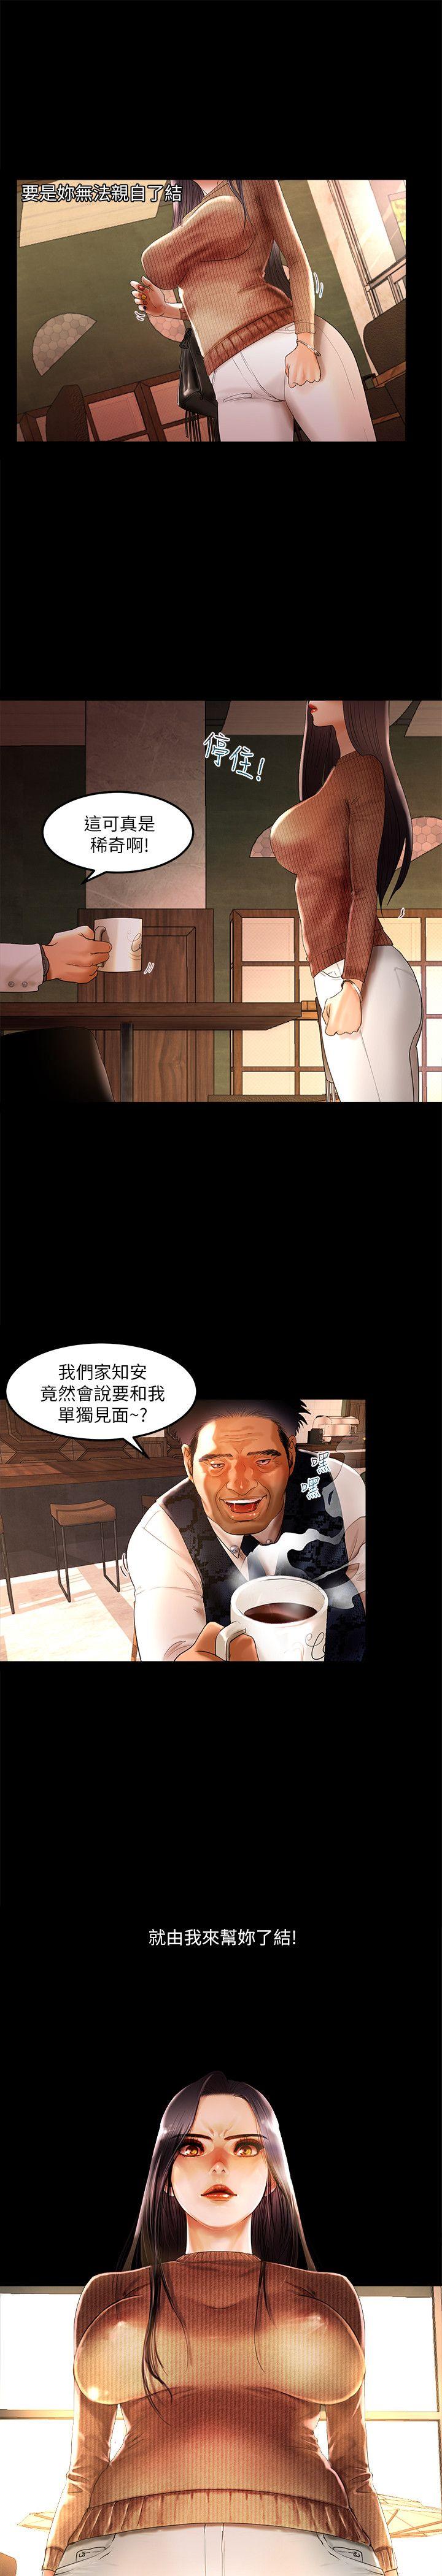 要是妳無法親自了結
停住!
這可真是
稀奇啊!
我們家知安
竟然會說要和我
單獨見面~?
嘿
嘿
就由我來幫妳了結!